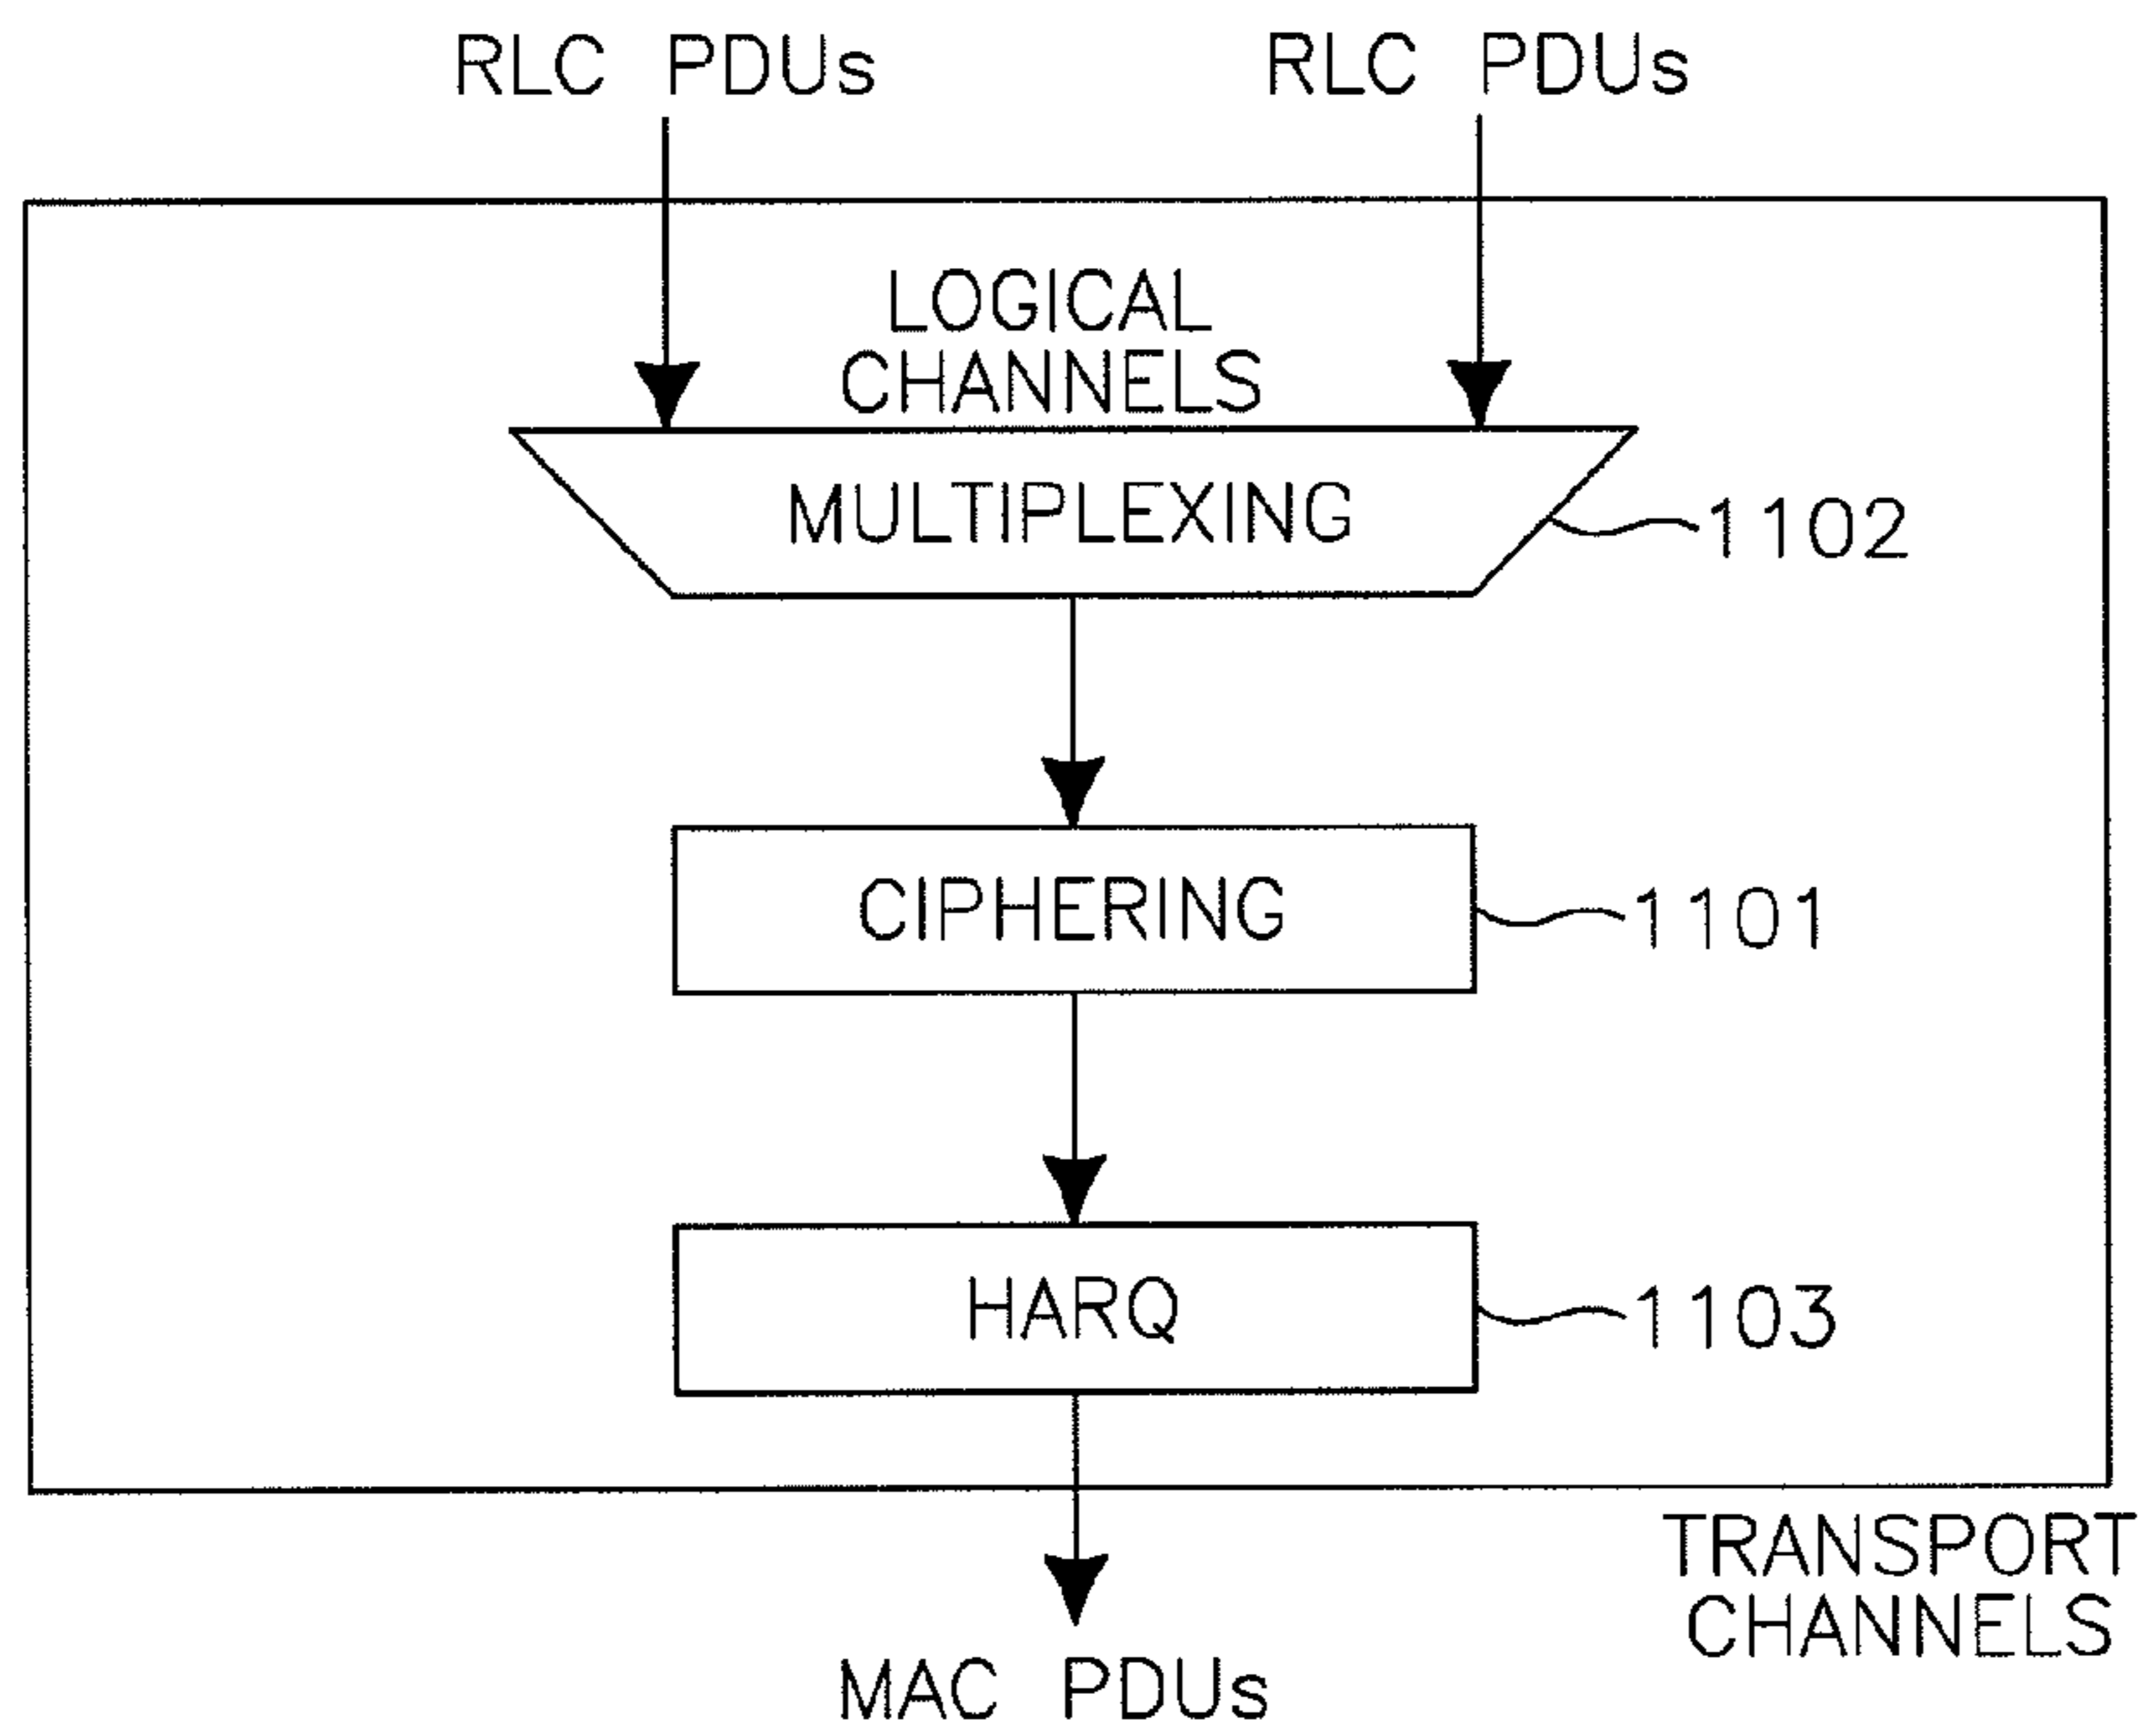 RLC PDUs
RLC PDUs
LOGICAL
CHANNELS
MULTIPLEXING
1102
CIPHERING
1101
HARQ
1103
TRANSPORT
CHANNELS
MAC PDUs